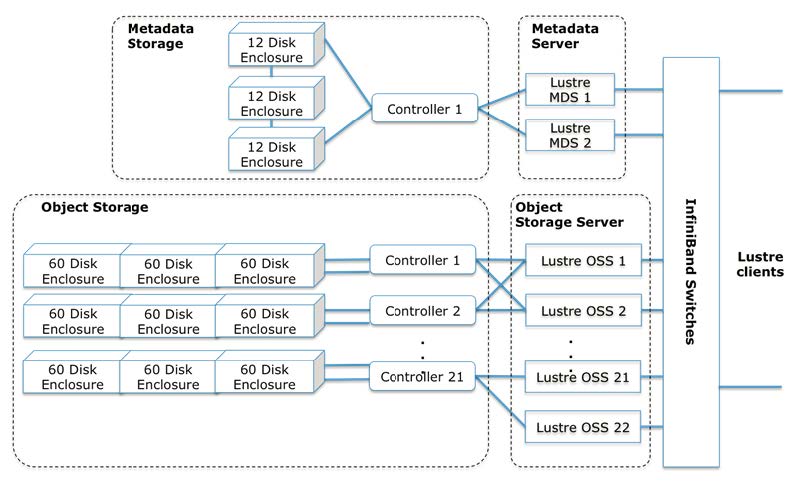 Metadata
Storage
12 Disk
Enclosure
12 Disk
Enclosure
12 Disk
Enclosure
Controller 1
Metadata
Server
Lustre
MDS 1
Lustre
MDS 2
Object Storage
60 Disk
Enclosure
60 Disk
Enclosure
60 Disk
Enclosure
Controller 1
60 Disk
Enclosure
60 Disk
Enclosure
60 Disk
Enclosure
Controller 2
60 Disk
Enclosure
60 Disk
Enclosure
60 Disk
Enclosure
Controller 21
Object
Storage Server
Lustre OSS 1
Lustre OSS 2
Lustre OSS 21
Lustre OSS 22
InfiniBand Switches
Lustre
clients